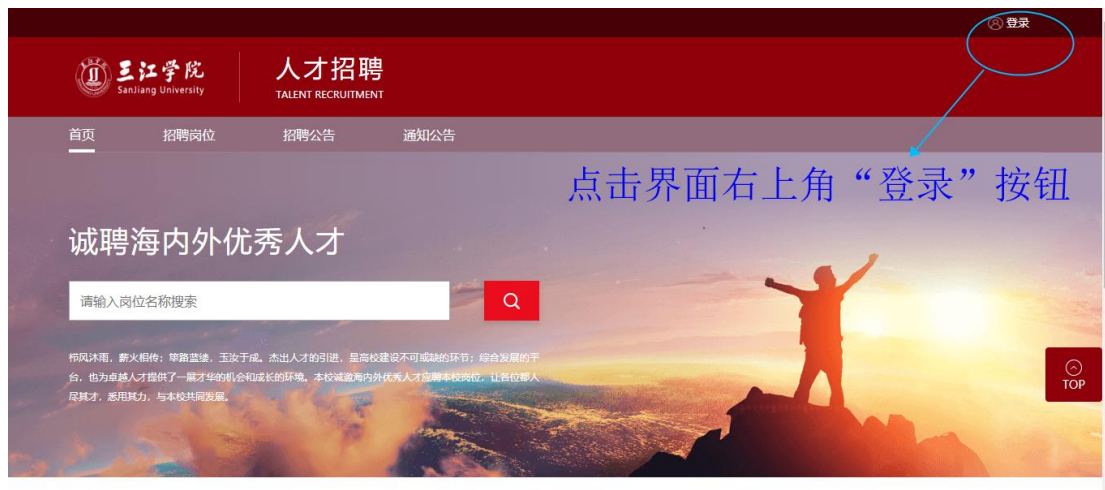 登录
三江学院
SanJiang University
人才招聘
TALENT RECRUITMENT
首页 招聘岗位 招聘公告 通知公告
点击界面右上角“登录”按钮
诚聘海内外优秀人才
请输入岗位名称搜索
栉风沐雨，薪火相传；筚路蓝缕，玉汝于成。杰出人才的引进，是高校建设不可或缺的环节；综合发展的平
台，也为卓越人才提供了一展才华的机会和成长的环境。本校诚邀海内外优秀人才应聘本校岗位，让各位都人
尽其才，悉用其力，与本校共同发展。
TOP